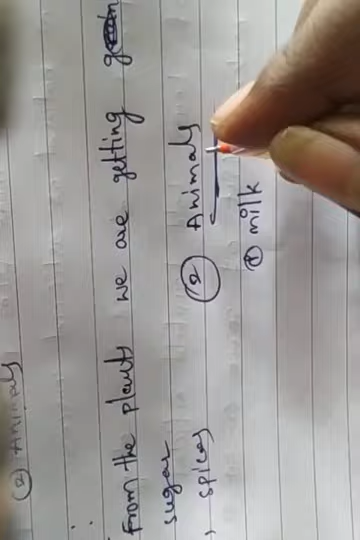 (2) Animals
From the plants we are getting
sugar
, spices
(2) Animals
(1) milk